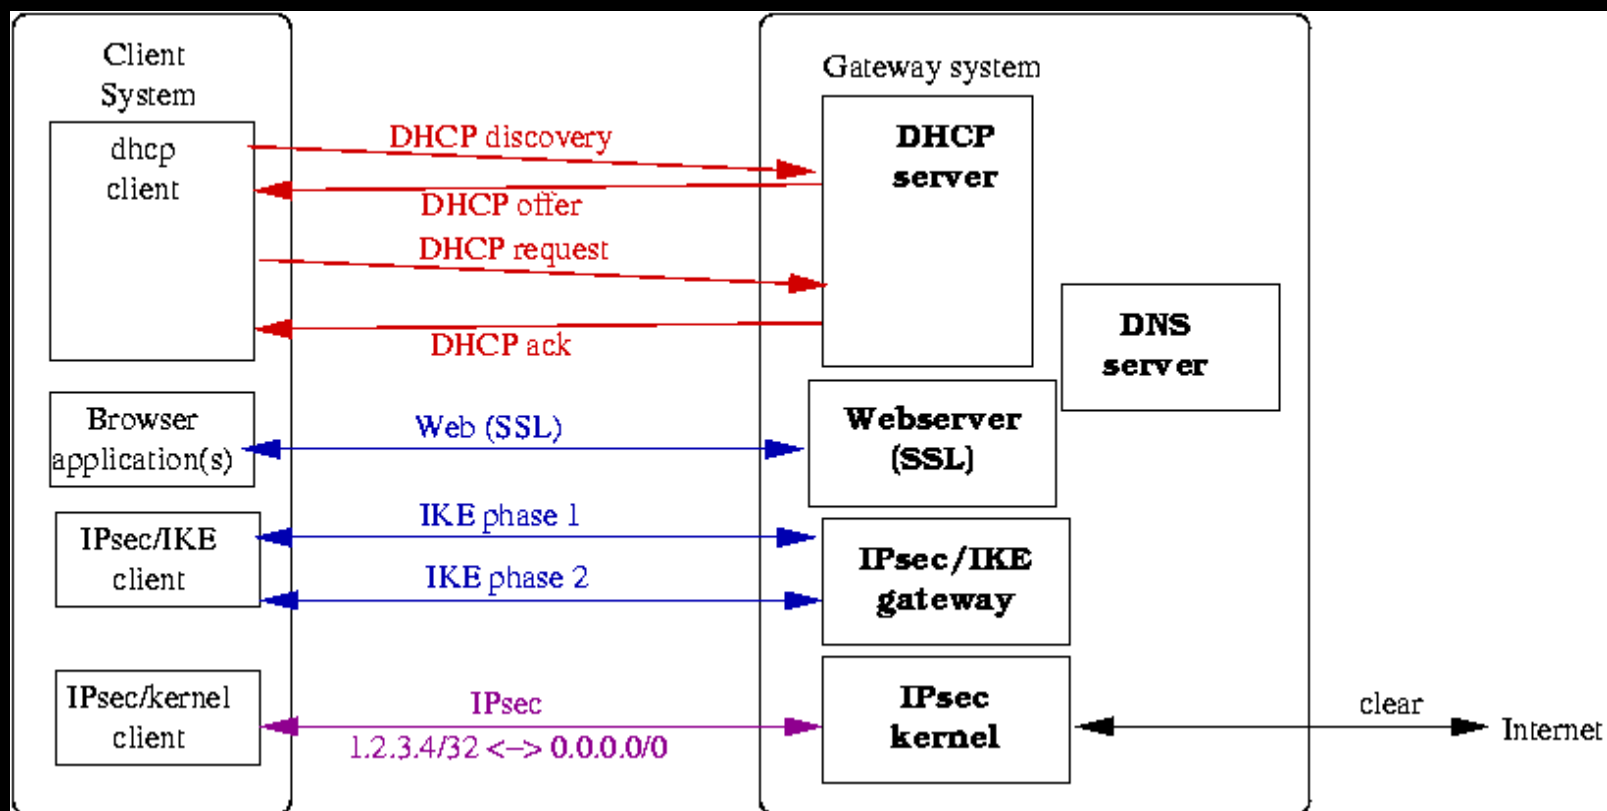 Client
System
Gateway system
dhcp
client
DHCP discovery
DHCP offer
DHCP request
DHCP ack
DHCP
server
DNS
server
Browser
application(s)
Web (SSL)
Webserver
(SSL)
IPsec/IKE
client
IKE phase 1
IKE phase 2
IPsec/IKE
gateway
IPsec/kernel
client
IPsec
1.2.3.4/32 <-> 0.0.0.0/0
IPsec
kernel
clear
Internet